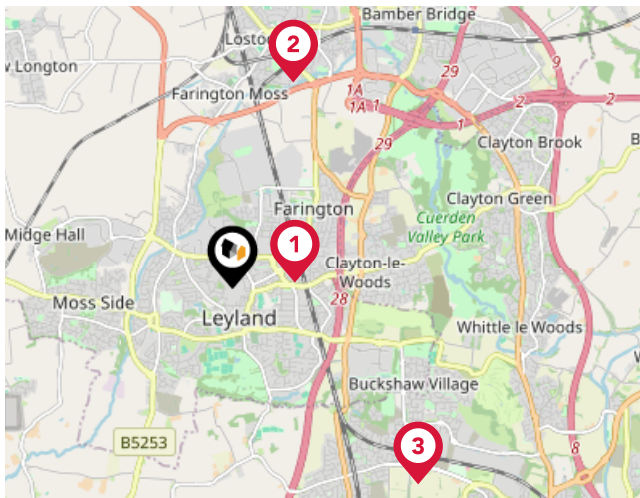 Bamber Bridge
Losto
2
w Longton
29
9
Farington Moss
1A
1A
1
2
2
1
29
Clayton Brook
B
Clayton Green
Farington
Cuerden
Valley Park
Midge Hall
1
Clayton-le-
Woods
28
Moss Side
Leyland
Whittle le Woods
W
Buckshaw Village
B5253
3
8